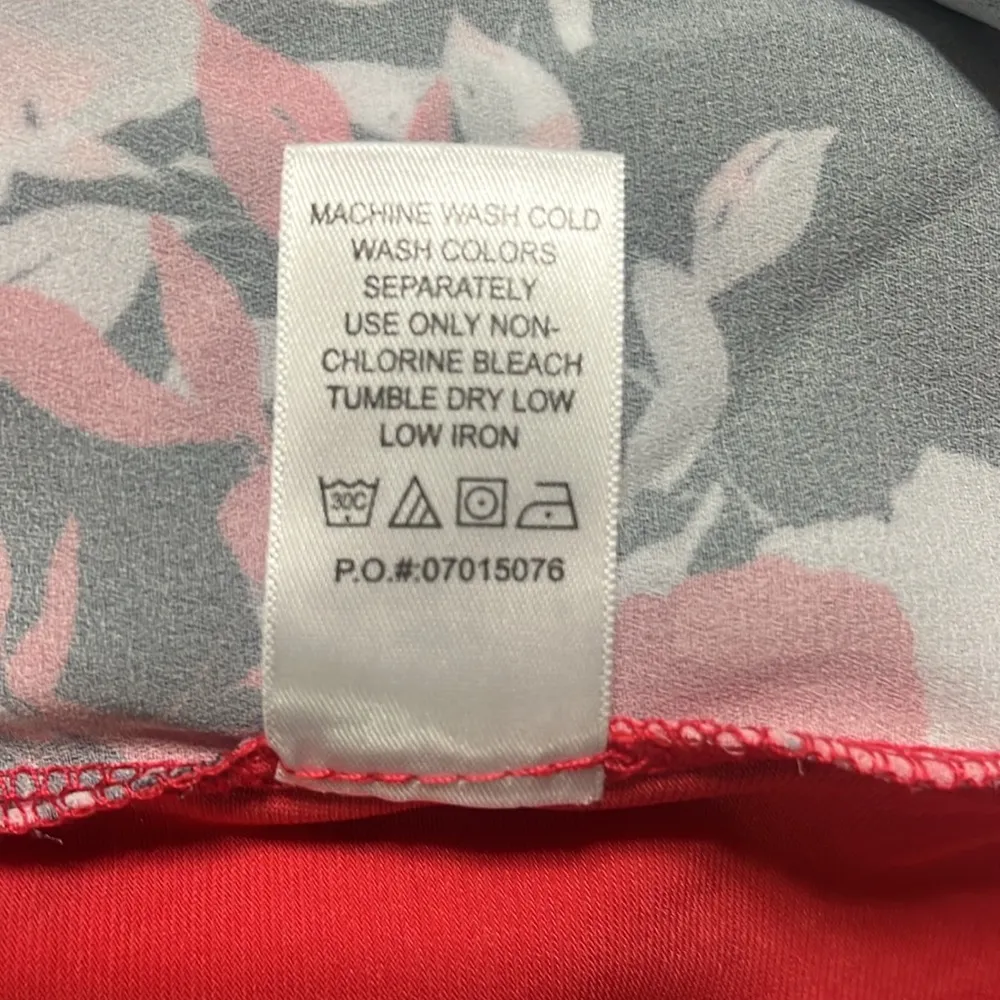 MACHINE WASH COLD
WASH COLORS
SEPARATELY
USE ONLY NON-
CHLORINE BLEACH
TUMBLE DRY LOW
LOW IRON
30C
P.O.#:07015076